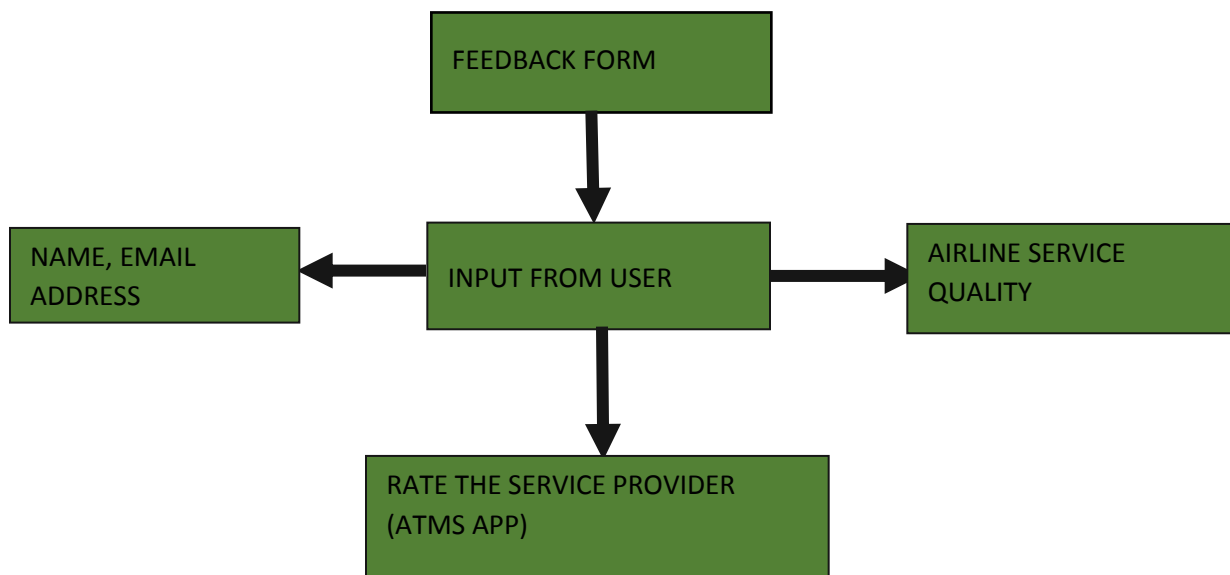 FEEDBACK FORM
NAME, EMAIL
ADDRESS
INPUT FROM USER
AIRLINE SERVICE
QUALITY
RATE THE SERVICE PROVIDER
(ATMS APP)